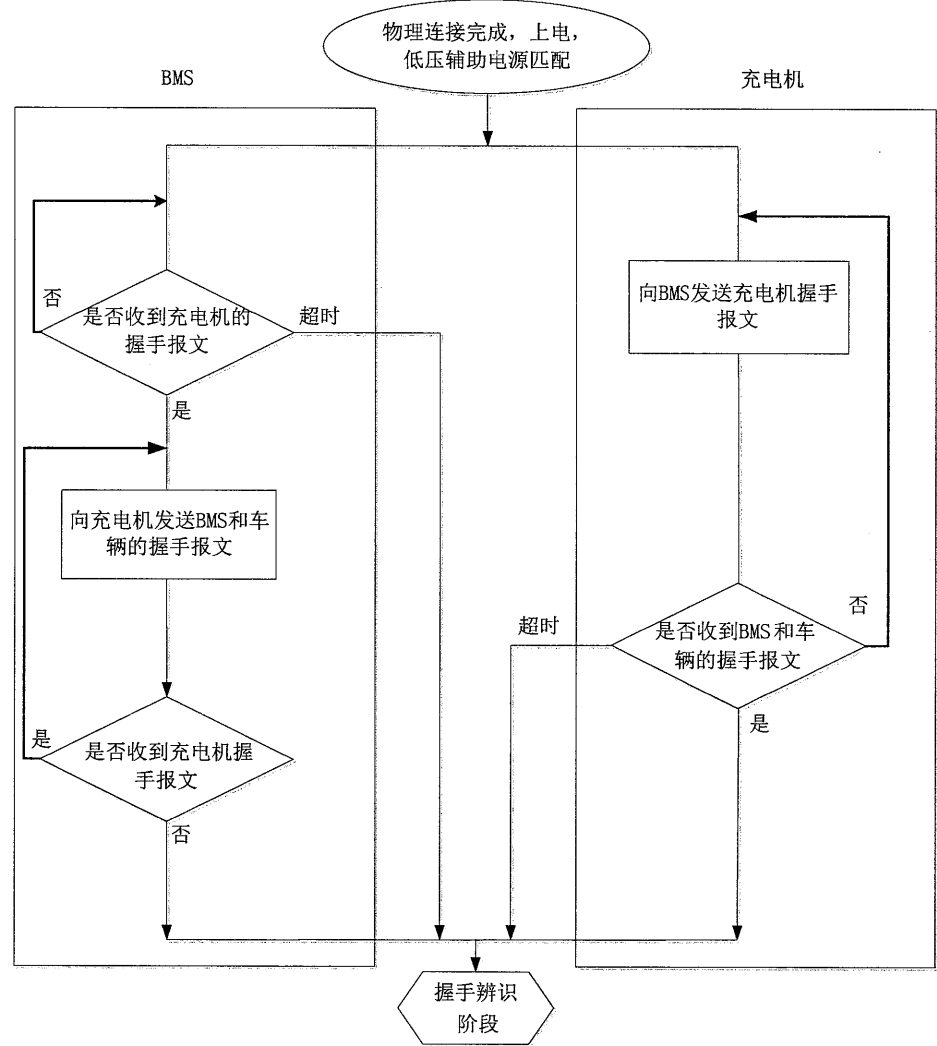 物理连接完成，上电，
低压辅助电源匹配
BMS
充电机
否
是否收到充电机的
握手报文
超时
是
向BMS发送充电机握手
报文
向充电机发送BMS和车
辆的握手报文
超时
是否收到BMS和车
辆的握手报文
否
是
是
是否收到充电机握
手报文
否
握手辨识
阶段